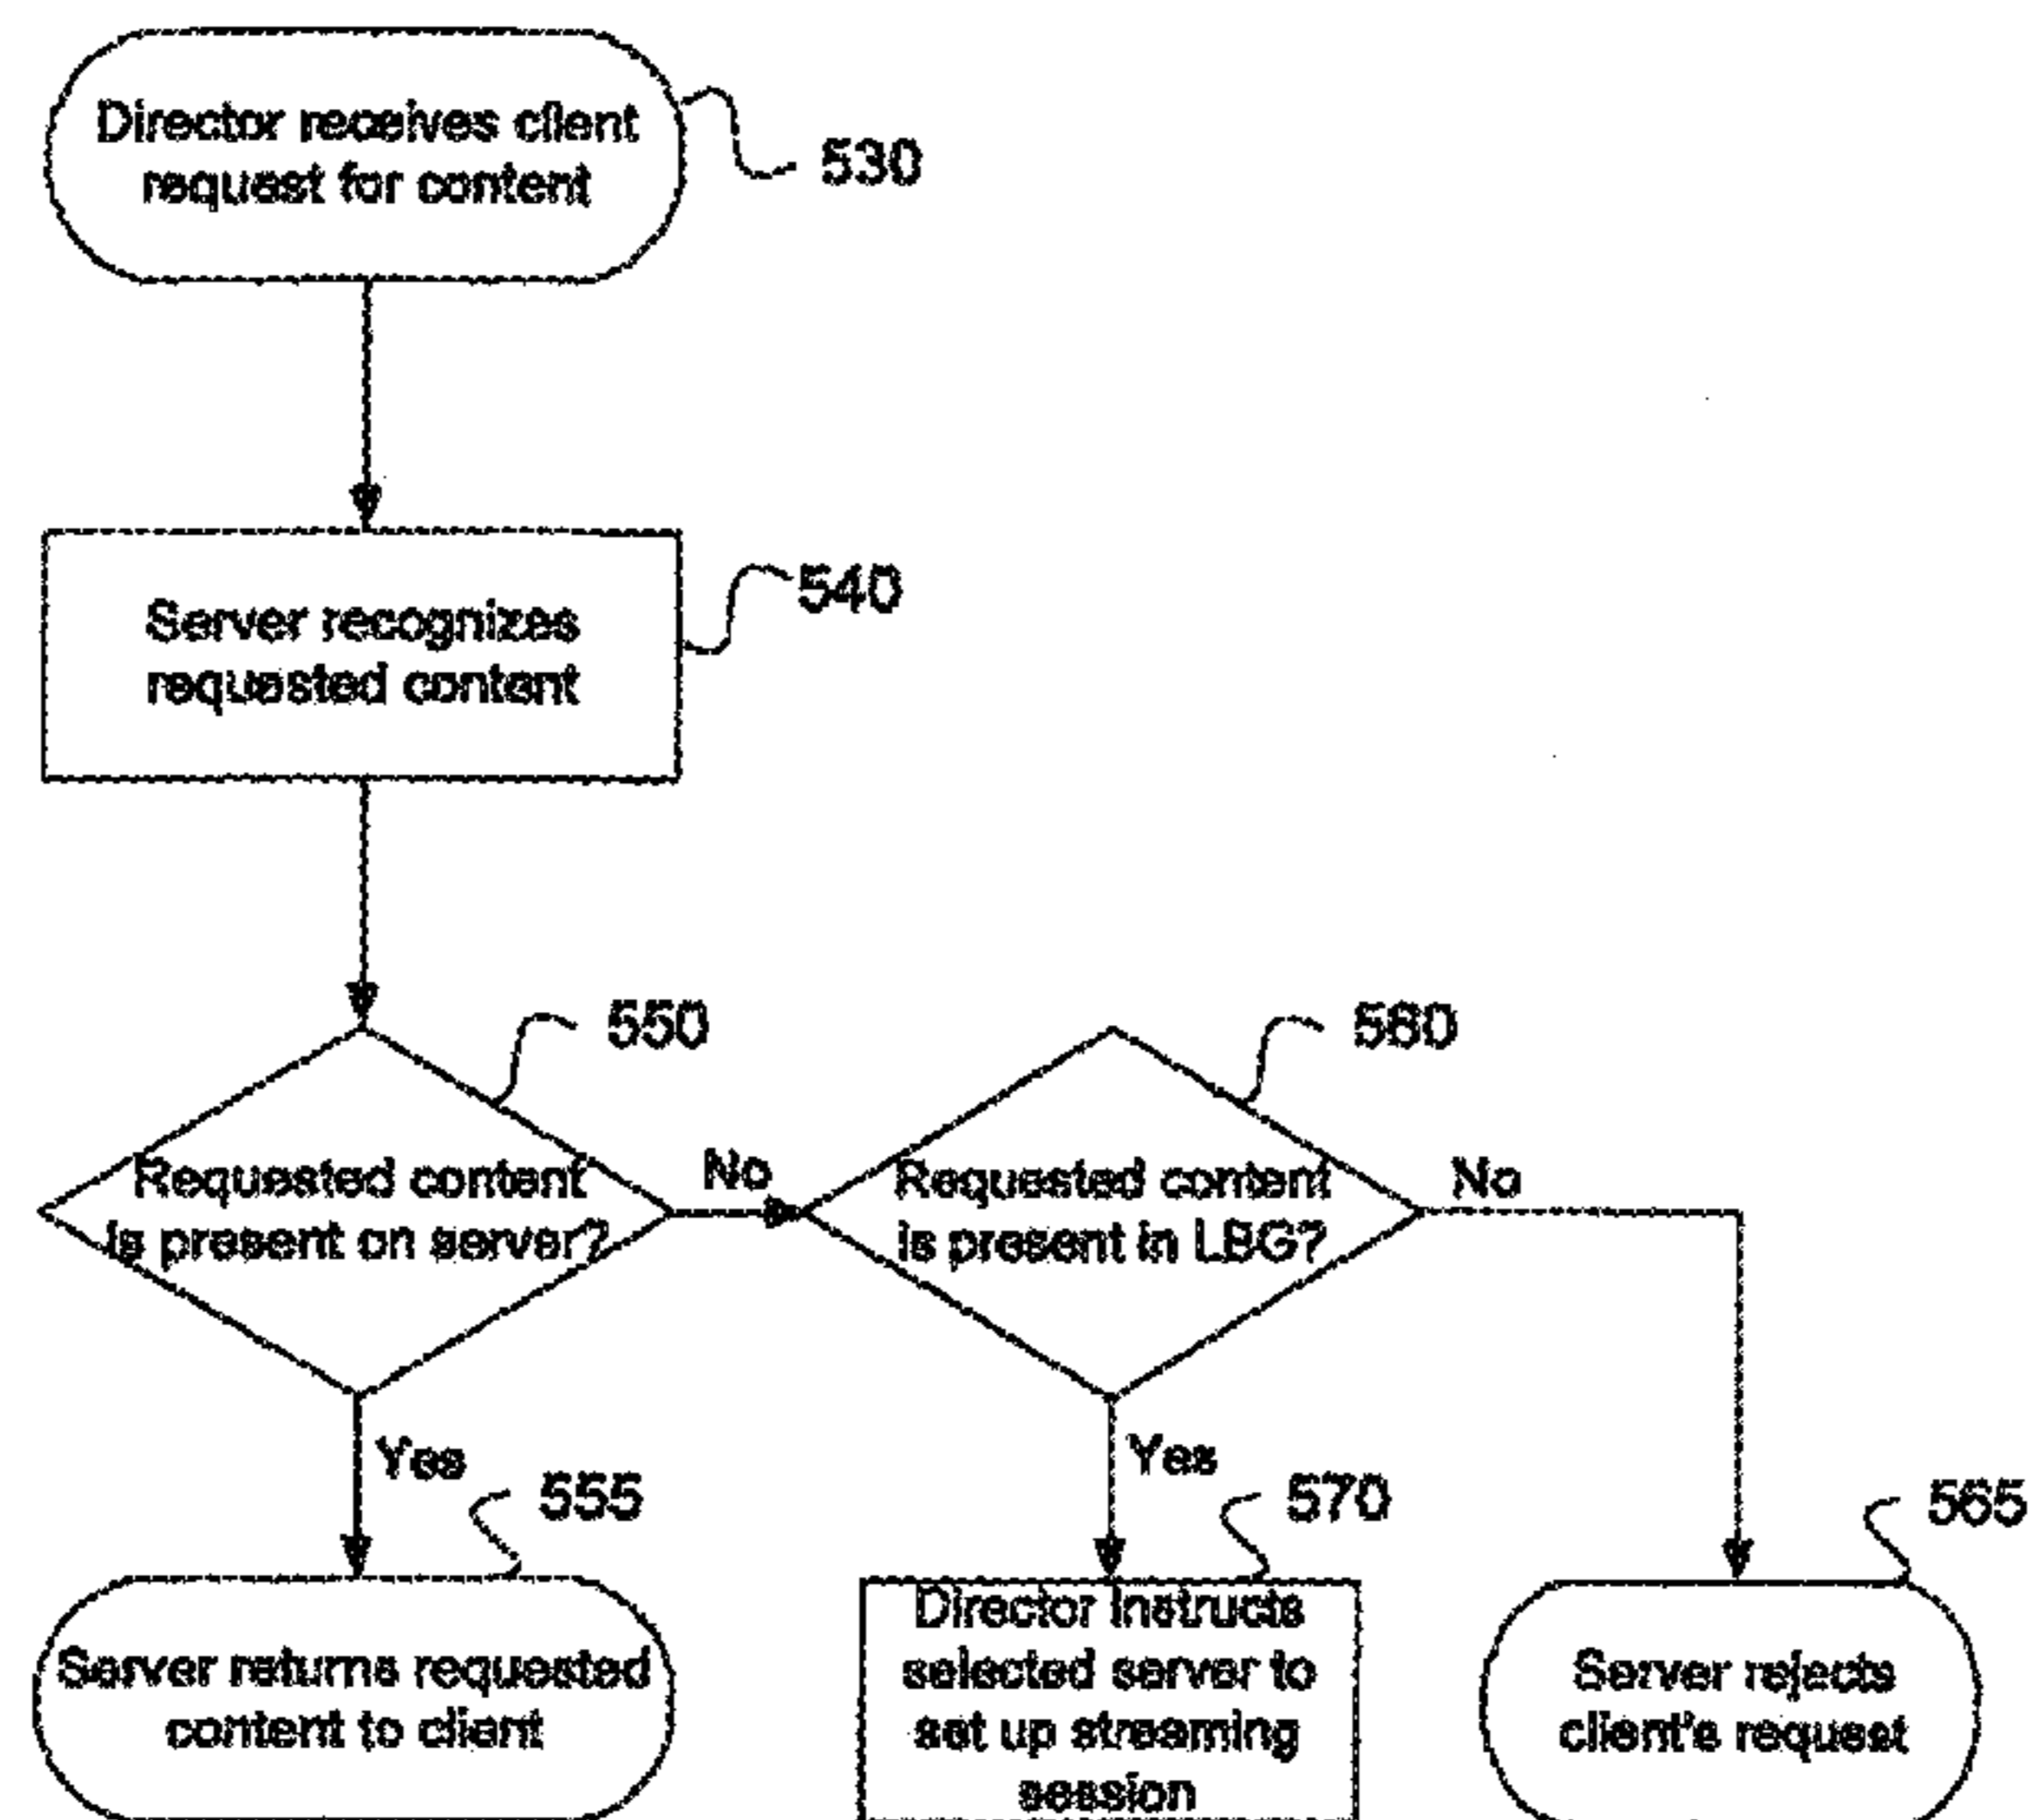 Director receives client
request for content
530
Server recognizes
requested content
540
550
Requested content
is present on server?
No
560
Requested content
is present in LBG?
No
Yes
555
Yes
570
565
Server returns requested
content to client
Director instructs
selected server to
set up streaming
session
Server rejects
client's request